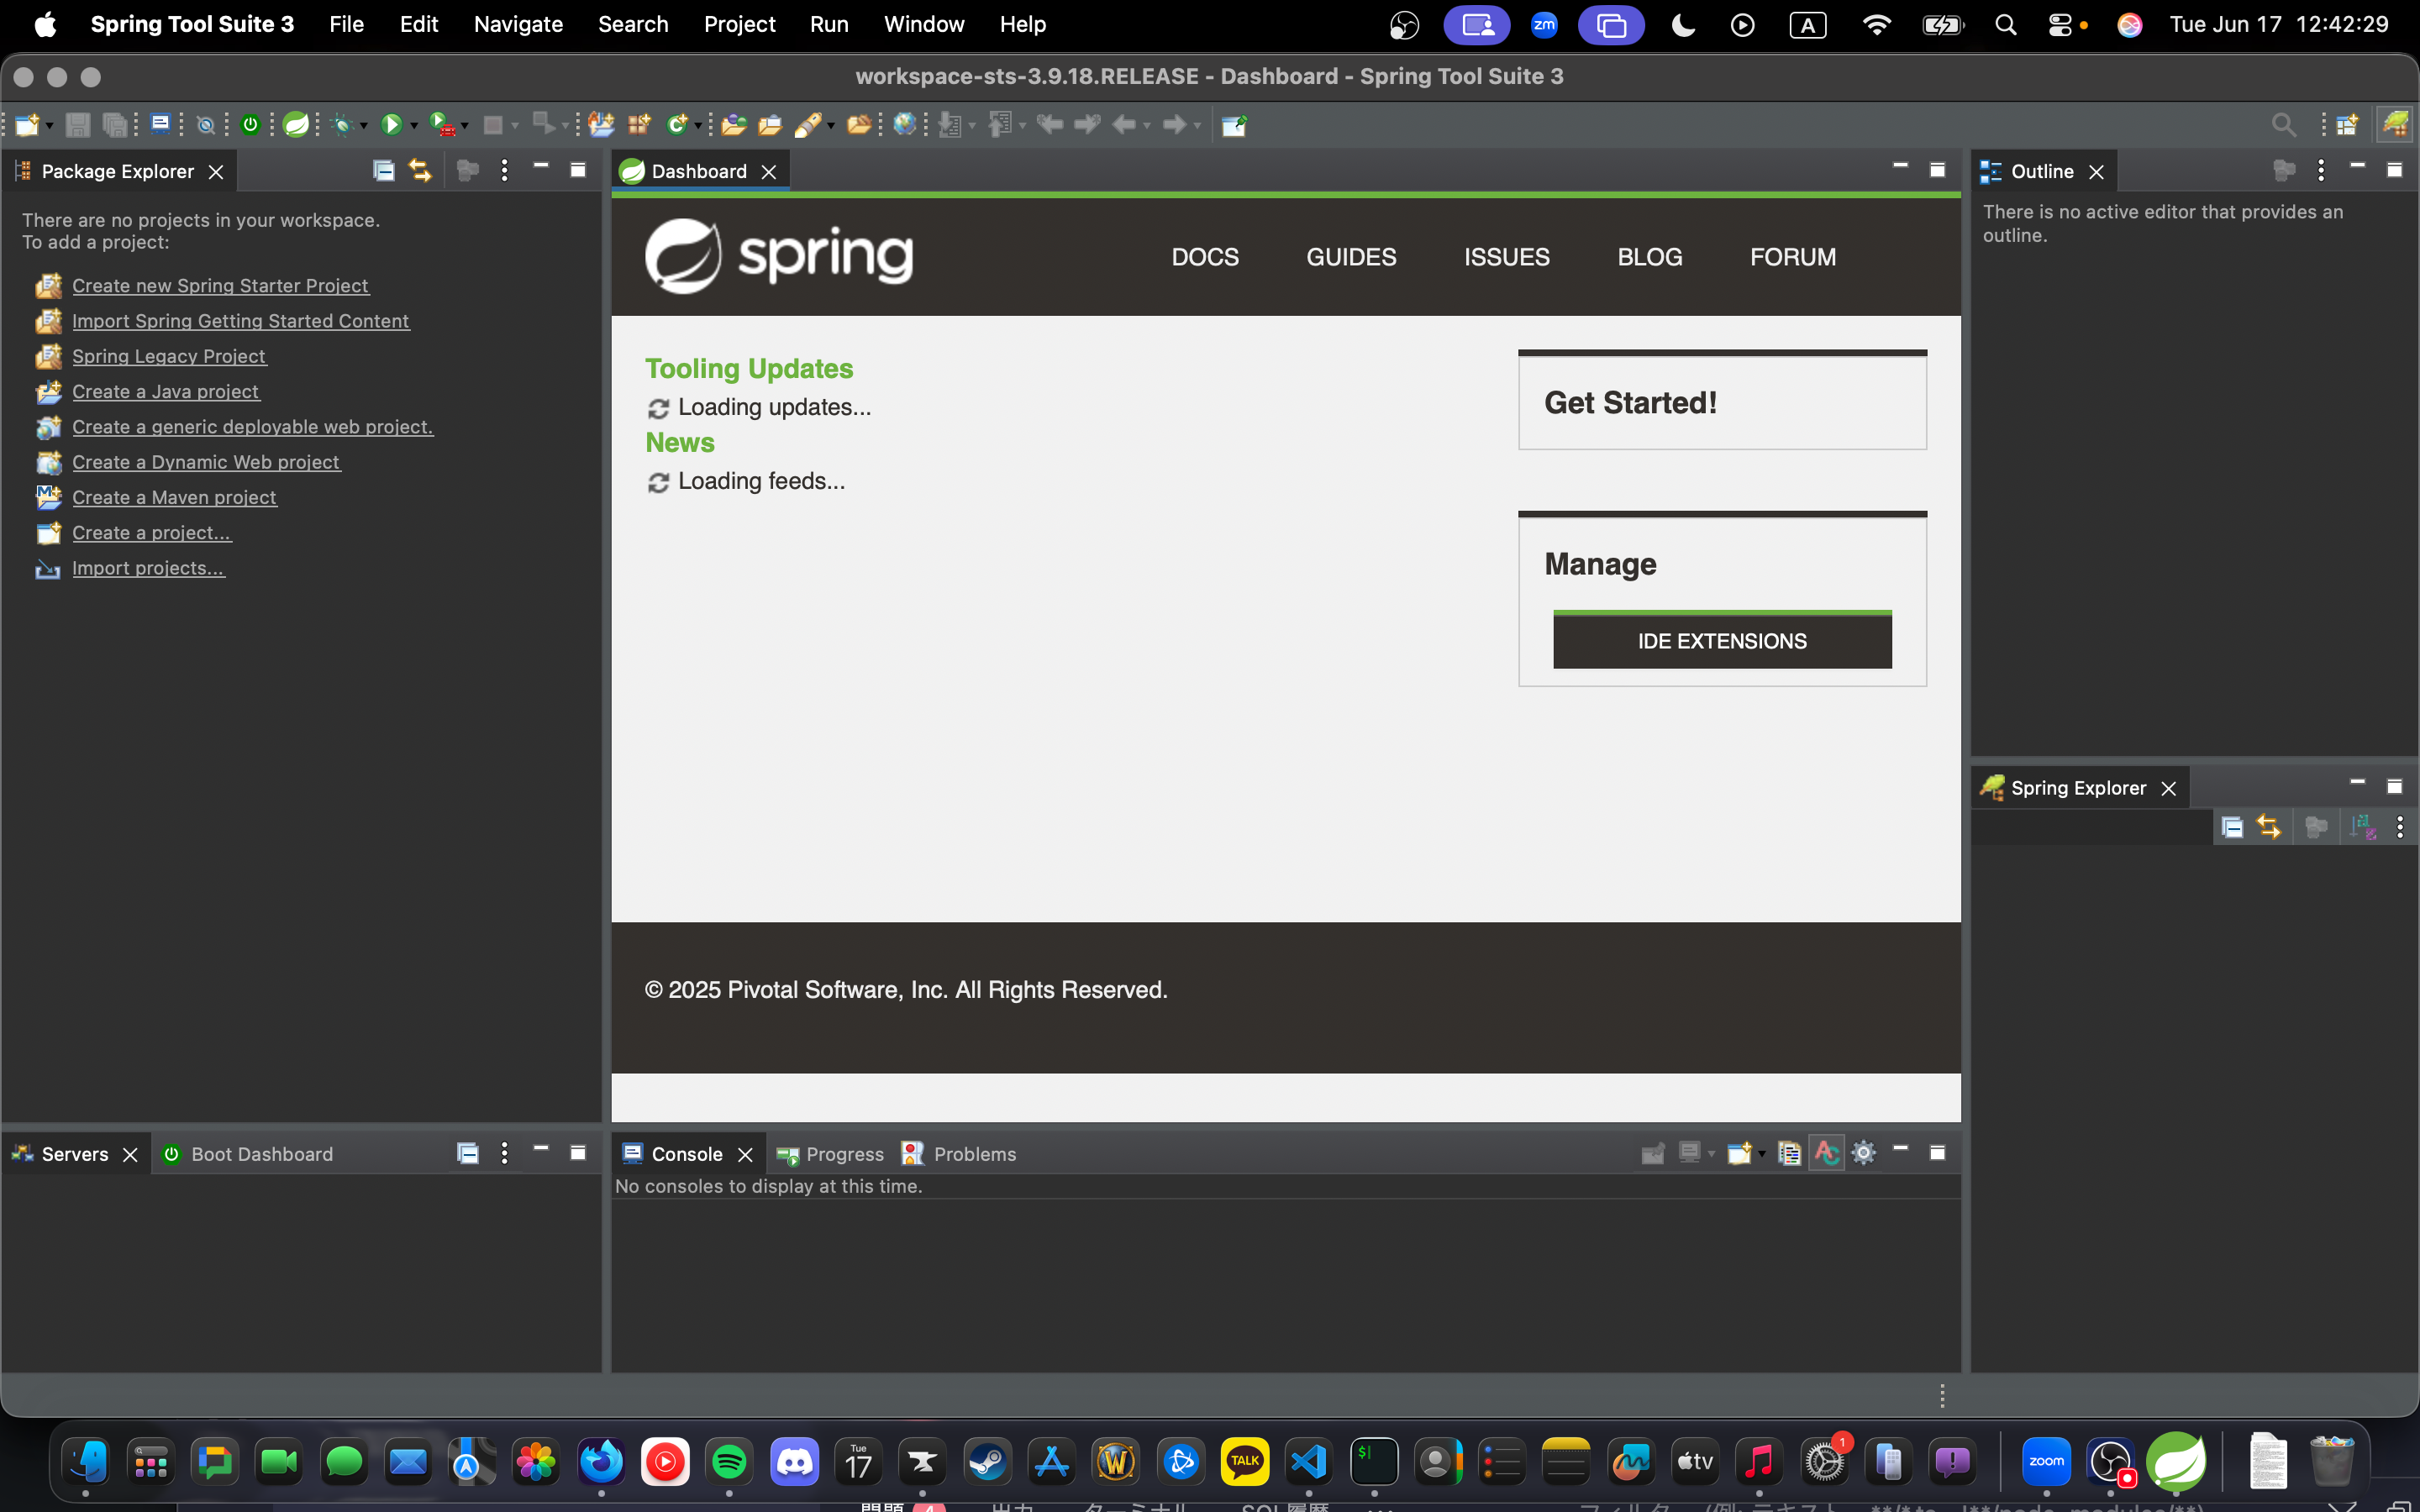 Spring Tool Suite 3 File Edit Navigate Search Project Run Window Help
zm A Tue Jun 17 12:42:29
workspace-sts-3.9.18.RELEASE - Dashboard - Spring Tool Suite 3
Package Explorer
There are no projects in your workspace.
To add a project:
Create new Spring Starter Project
Import Spring Getting Started Content
Spring Legacy Project
Create a Java project
Create a generic deployable web project.
Create a Dynamic Web project
Create a Maven project
Create a project...
Import projects...
Dashboard
spring
DOCS GUIDES ISSUES BLOG FORUM
Tooling Updates
Loading updates...
News
Loading feeds...
Get Started!
Manage
IDE EXTENSIONS
© 2025 Pivotal Software, Inc. All Rights Reserved.
Outline
There is no active editor that provides an
outline.
Spring Explorer
Servers Boot Dashboard
Console Progress Problems
No consoles to display at this time.
Tue
17
TALK
$
tv
1
zoom